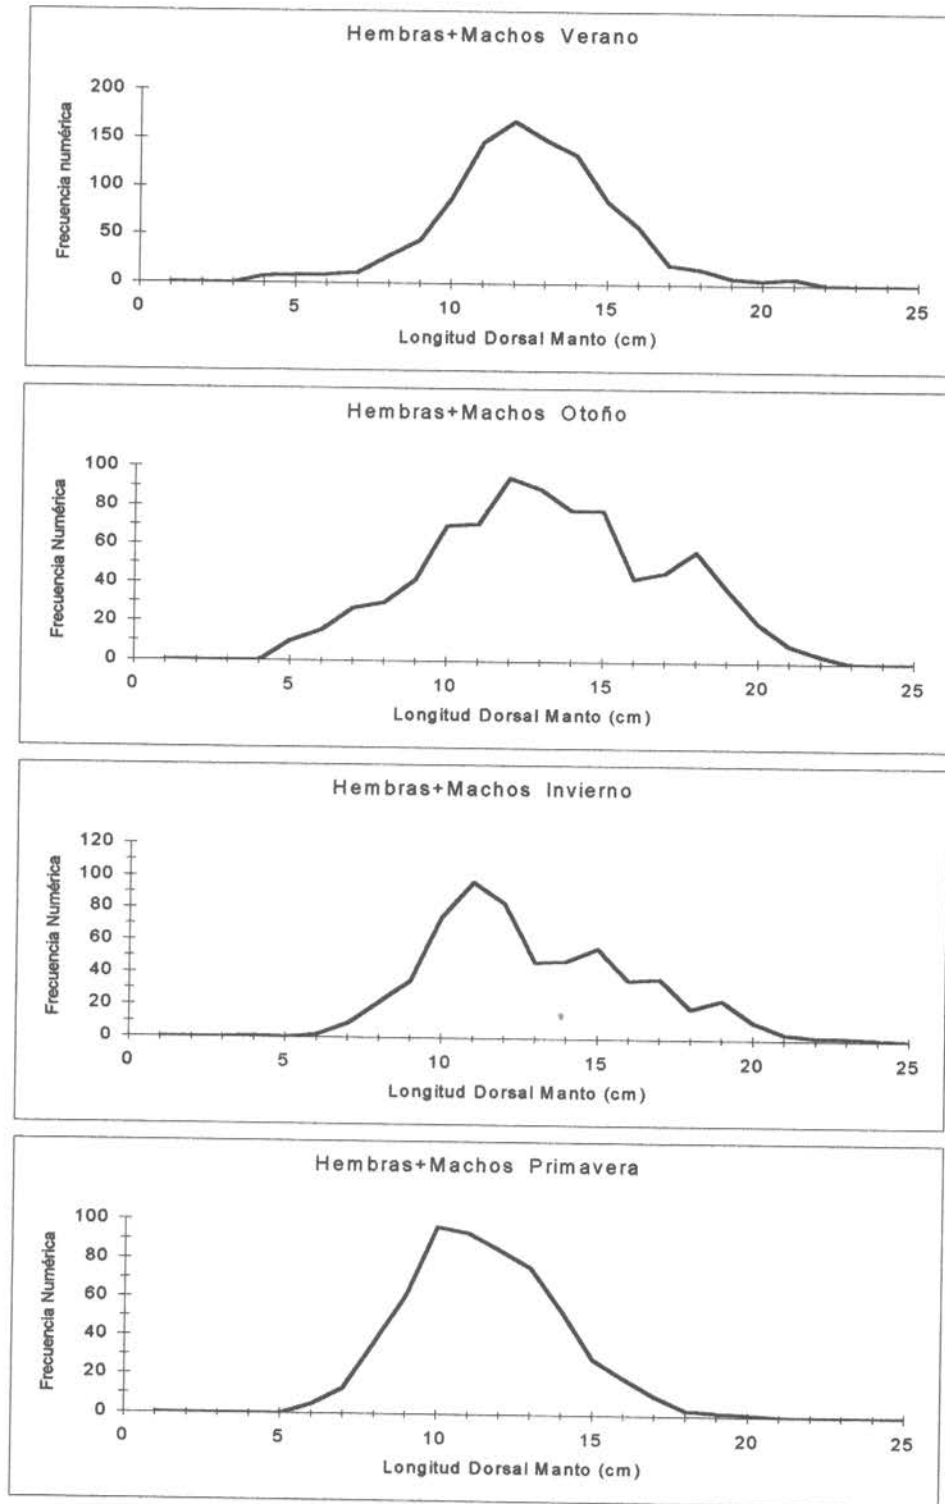 Hembras+Machos Verano
Frecuencia numérica
200
150
100
50
0
0 5 10 15 20 25
Longitud Dorsal Manto (cm)
Hembras+Machos Otoño
Frecuencia Numérica
100
80
60
40
20
0
0 5 10 15 20 25
Longitud Dorsal Manto (cm)
Hembras+Machos Invierno
Frecuencia Numérica
120
100
80
60
40
20
0
0 5 10 15 20 25
Longitud Dorsal Manto (cm)
Hembras+Machos Primavera
Frecuencia Numérica
100
80
60
40
20
0
0 5 10 15 20 25
Longitud Dorsal Manto (cm)